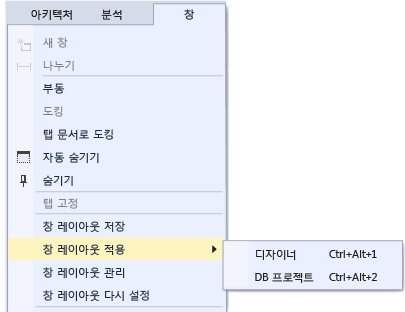 아키텍처 분석 창
새 창
나누기
부동
도킹
탭 문서로 도킹
자동 숨기기
숨기기
탭 고정
창 레이아웃 저장
창 레이아웃 적용
디자이너 Ctrl+Alt+1
창 레이아웃 관리
DB 프로젝트 Ctrl+Alt+2
창 레이아웃 다시 설정